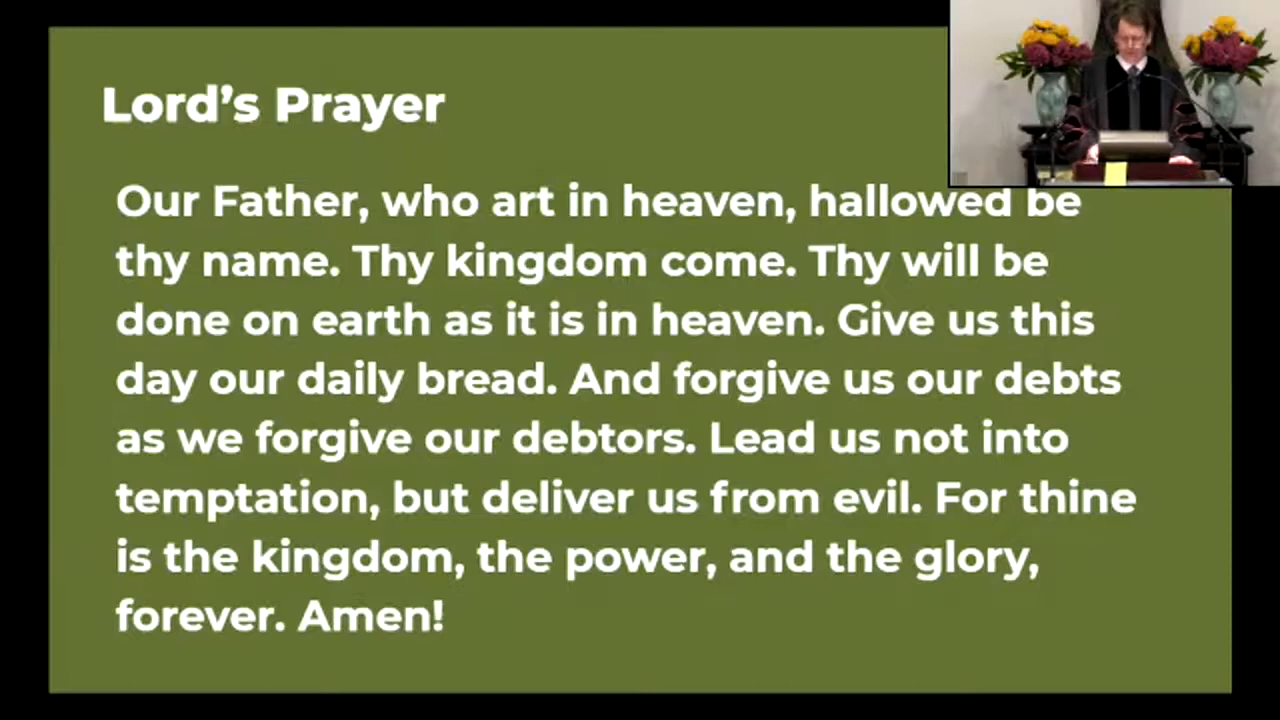 Lord’s Prayer
Our Father, who art in heaven, hallowed be
thy name. Thy kingdom come. Thy will be
done on earth as it is in heaven. Give us this
day our daily bread. And forgive us our debts
as we forgive our debtors. Lead us not into
temptation, but deliver us from evil. For thine
is the kingdom, the power, and the glory,
forever. Amen!